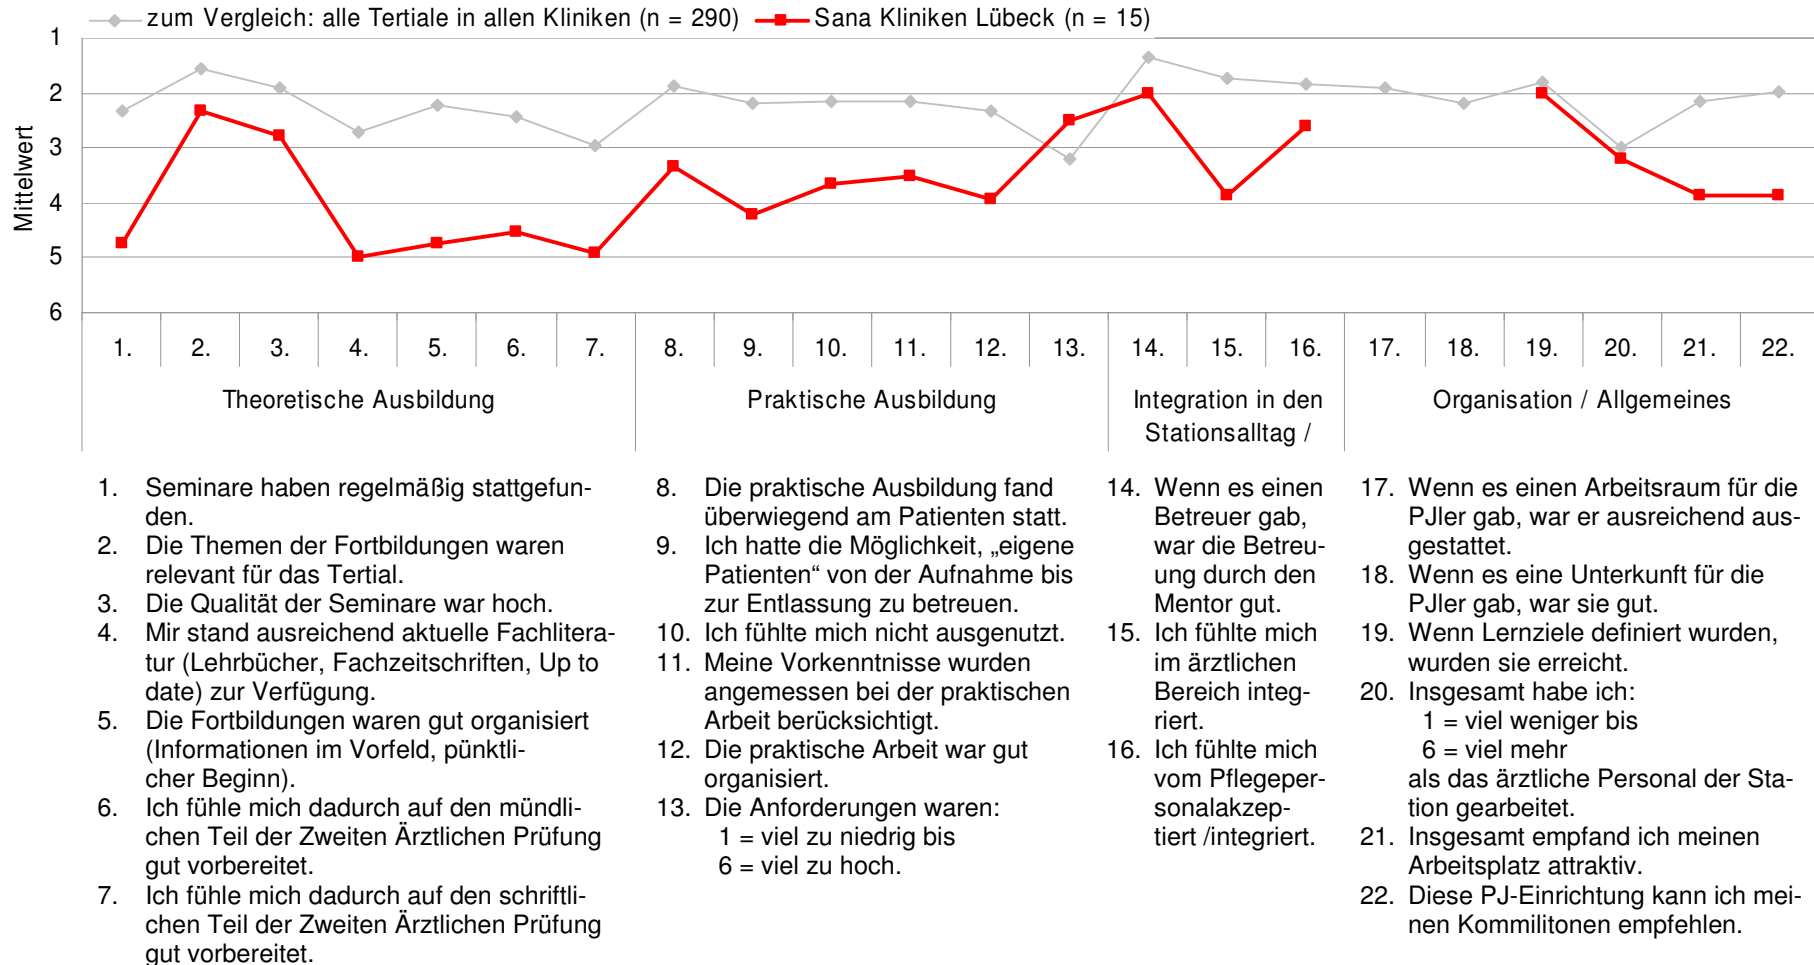 zum Vergleich: alle Tertiale in allen Kliniken (n = 290)
Sana Kliniken Lübeck (n = 15)
Mittelwert
1
2
3
4
5
6
1. 2. 3. 4. 5. 6. 7. 8. 9. 10. 11. 12. 13. 14. 15. 16. 17. 18. 19. 20. 21. 22.
Theoretische Ausbildung
Praktische Ausbildung
Integration in den
Stationsalltag /
Organisation / Allgemeines
1. Seminare haben regelmäßig stattgefun-
den.
2. Die Themen der Fortbildungen waren
relevant für das Tertial.
3. Die Qualität der Seminare war hoch.
4. Mir stand ausreichend aktuelle Fachlitera-
tur (Lehrbücher, Fachzeitschriften, Up to
date) zur Verfügung.
5. Die Fortbildungen waren gut organisiert
(Informationen im Vorfeld, pünktli-
cher Beginn).
6. Ich fühle mich dadurch auf den mündli-
chen Teil der Zweiten Ärztlichen Prüfung
gut vorbereitet.
7. Ich fühle mich dadurch auf den schriftli-
chen Teil der Zweiten Ärztlichen Prüfung
gut vorbereitet.
8. Die praktische Ausbildung fand
überwiegend am Patienten statt.
9. Ich hatte die Möglichkeit, „eigene
Patienten“ von der Aufnahme bis
zur Entlassung zu betreuen.
10. Ich fühlte mich nicht ausgenutzt.
11. Meine Vorkenntnisse wurden
angemessen bei der praktischen
Arbeit berücksichtigt.
12. Die praktische Arbeit war gut
organisiert.
13. Die Anforderungen waren:
1 = viel zu niedrig bis
6 = viel zu hoch.
14. Wenn es einen
Betreuer gab,
war die Betreu-
ung durch den
Mentor gut.
15. Ich fühlte mich
im ärztlichen
Bereich integ-
riert.
16. Ich fühlte mich
vom Pflegeper-
sonalakzep-
tiert /integriert.
17. Wenn es einen Arbeitsraum für die
PJler gab, war er ausreichend aus-
gestattet.
18. Wenn es eine Unterkunft für die
PJler gab, war sie gut.
19. Wenn Lernziele definiert wurden,
wurden sie erreicht.
20. Insgesamt habe ich:
1 = viel weniger bis
6 = viel mehr
als das ärztliche Personal der Sta-
tion gearbeitet.
21. Insgesamt empfand ich meinen
Arbeitsplatz attraktiv.
22. Diese PJ-Einrichtung kann ich mei-
nen Kommilitonen empfehlen.